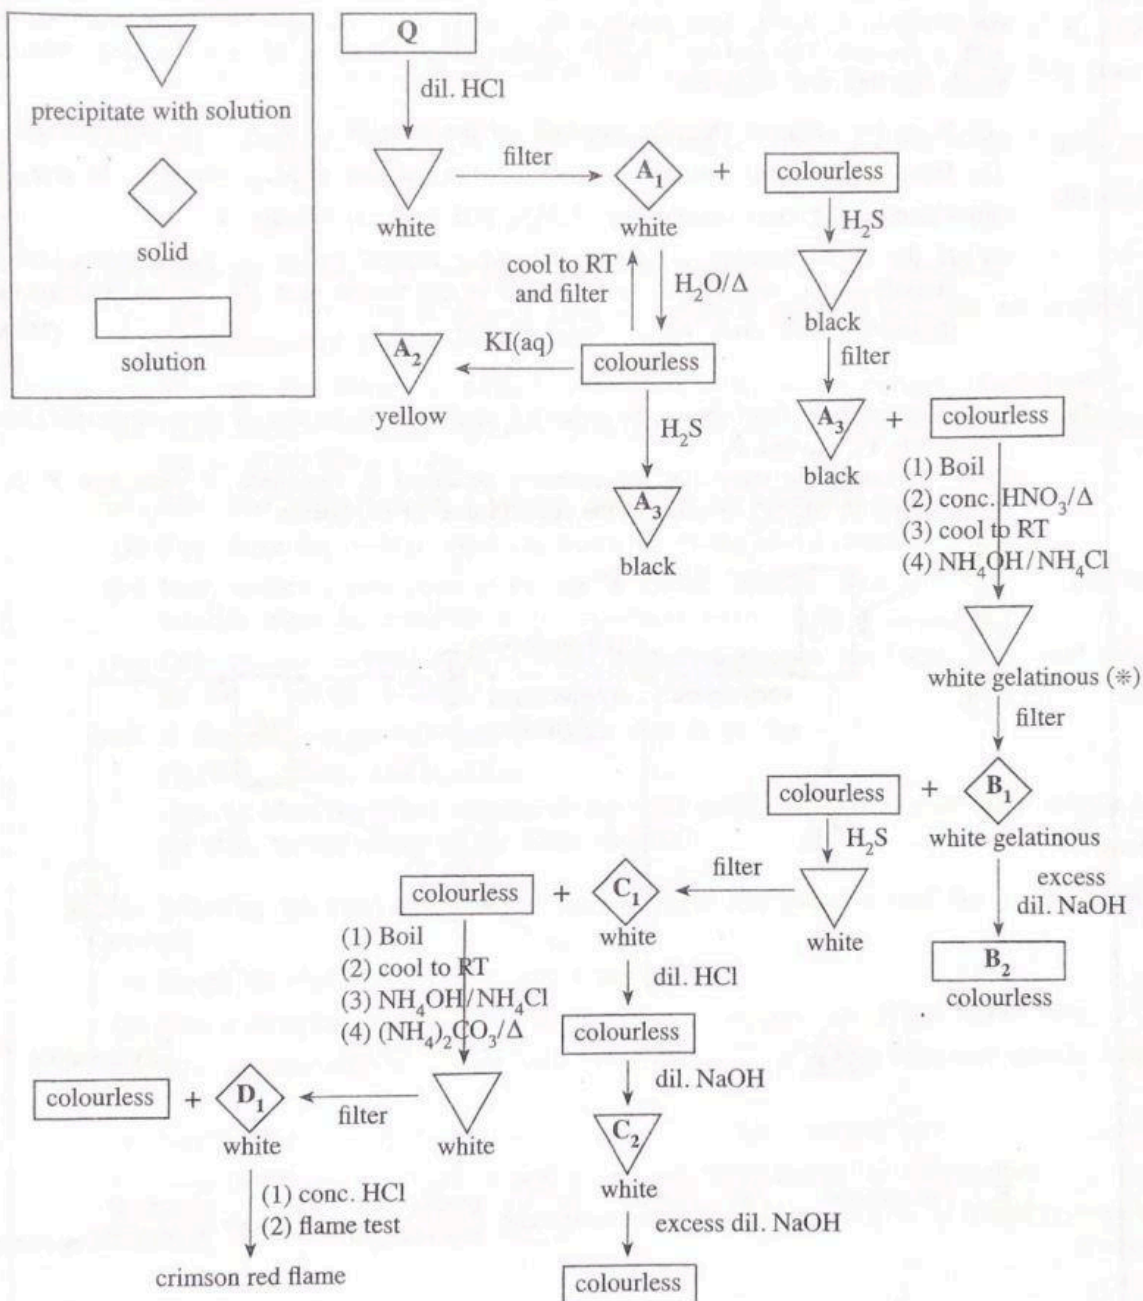 precipitate with solution
solid
solution
Q
dil. HCl
white
filter
A₁
white
+
colourless
H₂S
black
filter
cool to RT
and filter
H₂O/Δ
colourless
KI(aq)
A₂
yellow
H₂S
A₃
black
A₃
black
+
colourless
(1) Boil
(2) conc. HNO₃/Δ
(3) cool to RT
(4) NH₄OH/NH₄Cl
white gelatinous (※)
filter
colourless
+
B₁
white gelatinous
excess
dil. NaOH
B₂
colourless
H₂S
white
filter
colourless
+
C₁
white
dil. HCl
colourless
dil. NaOH
C₂
white
excess dil. NaOH
colourless
(1) Boil
(2) cool to RT
(3) NH₄OH/NH₄Cl
(4) (NH₄)₂CO₃/Δ
white
filter
colourless
+
D₁
white
(1) conc. HCl
(2) flame test
crimson red flame